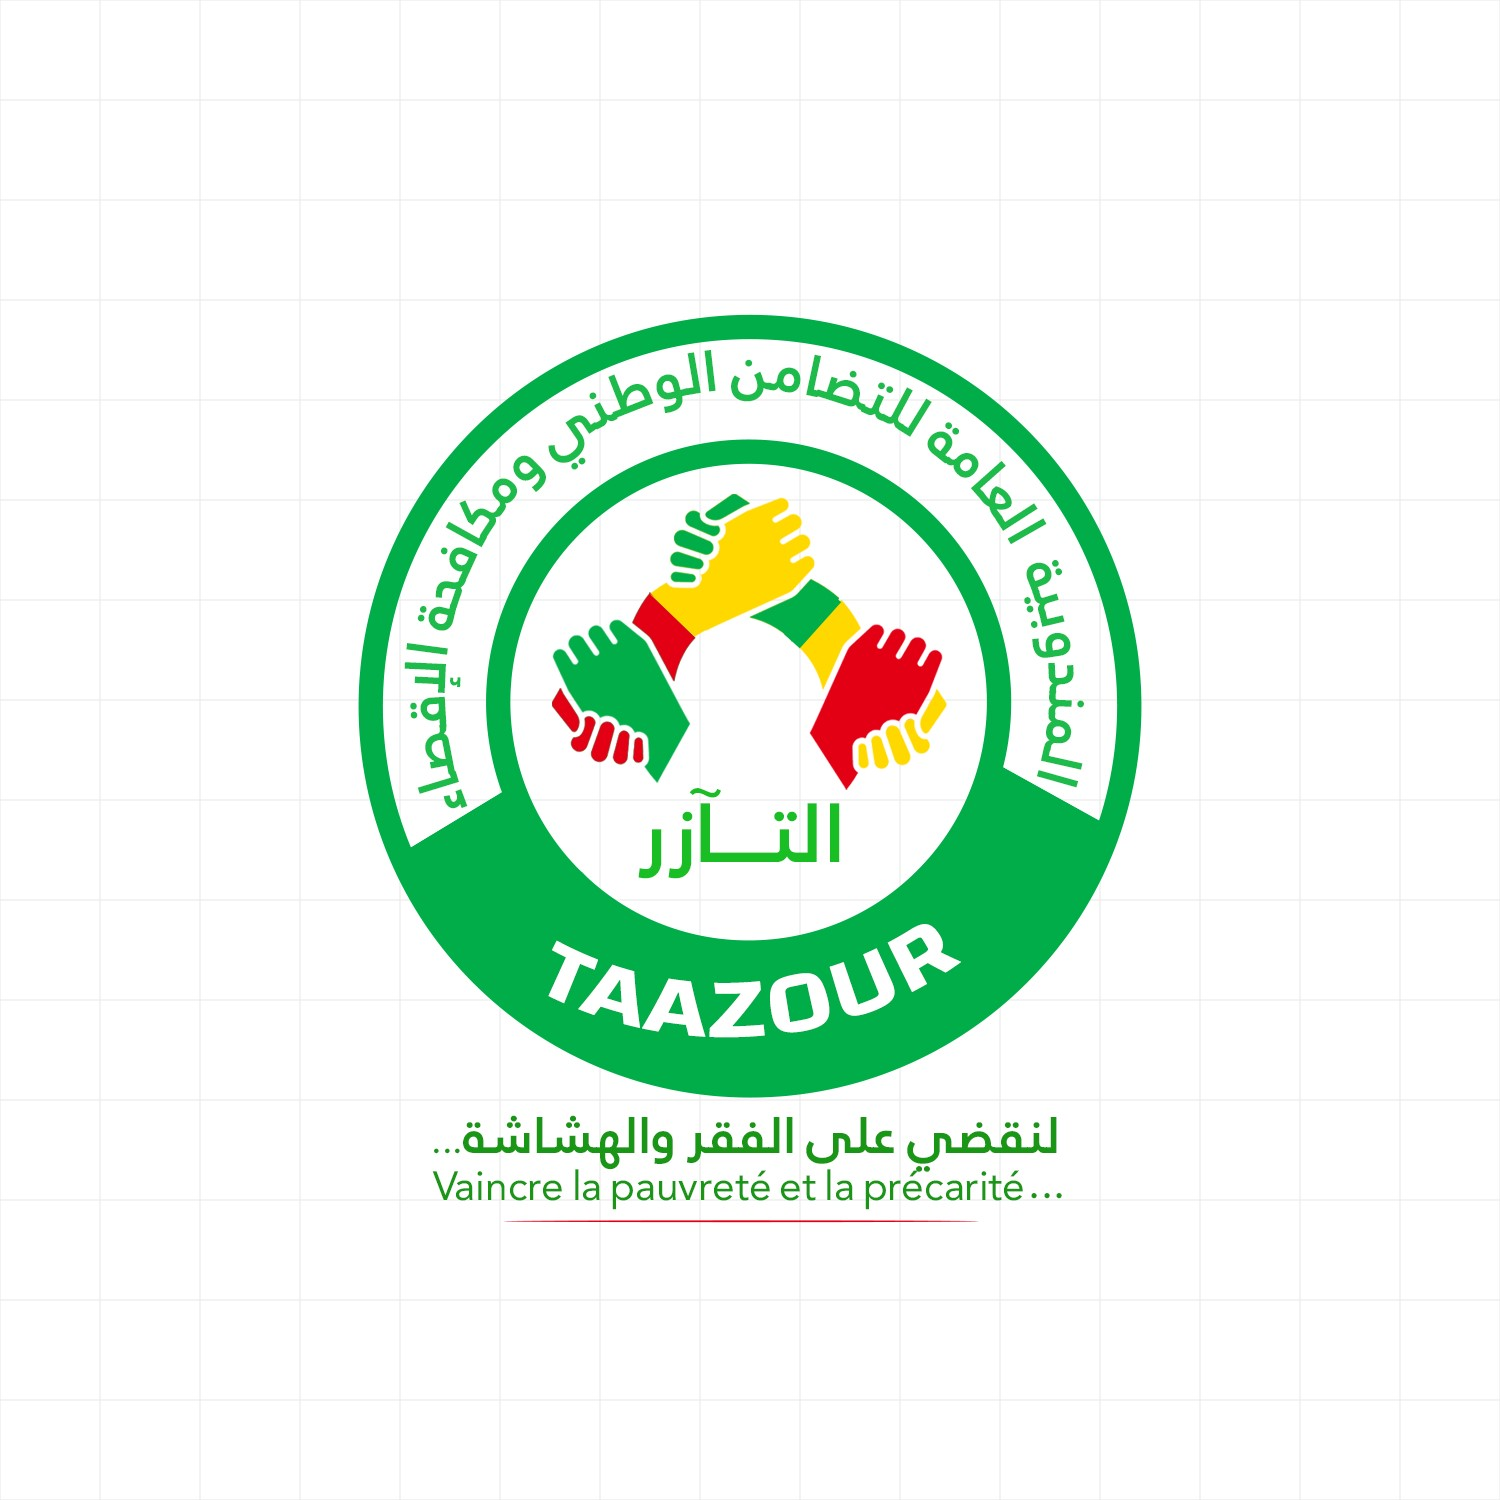 المندوبية العامة للتضامن الوطني ومكافحة الإقصاء
التـــآزر
TAAZOUR
لنقضي على الفقر والهشاشة...
Vaincre la pauvreté et la précarité...